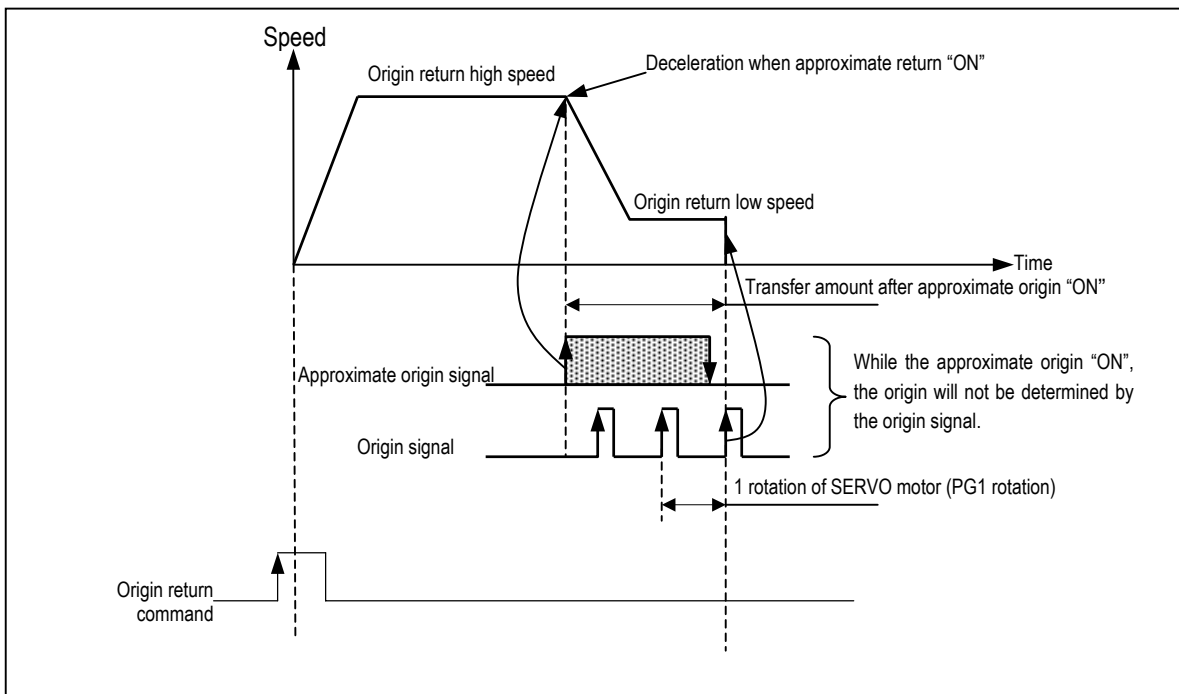 Speed
Origin return high speed
Deceleration when approximate return “ON”
Origin return low speed
Time
Transfer amount after approximate origin “ON”
Approximate origin signal
While the approximate origin “ON”,
the origin will not be determined by
the origin signal.
Origin signal
1 rotation of SERVO motor (PG1 rotation)
Origin return
command